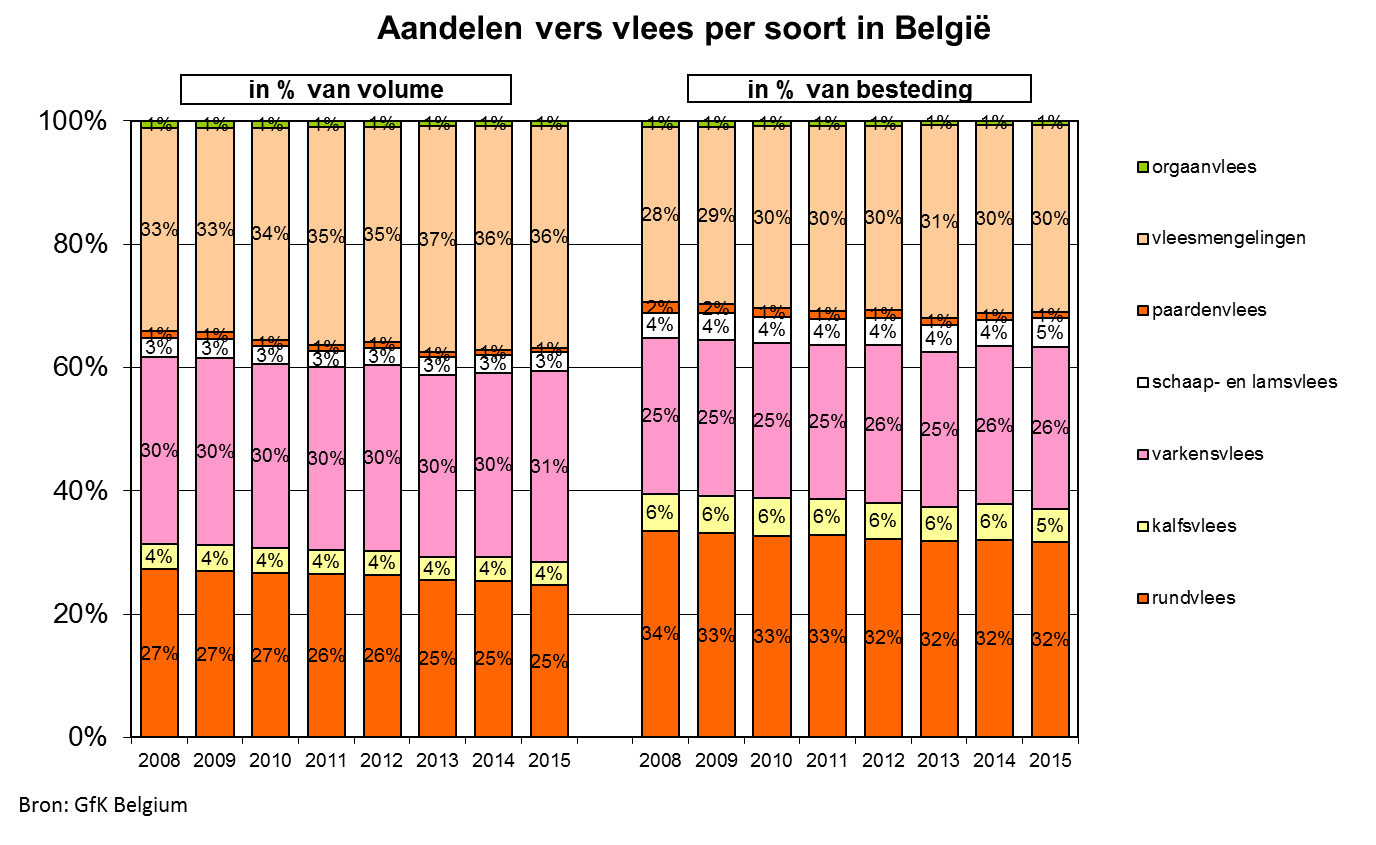 Aandelen vers vlees per soort in België
in % van volume
in % van besteding
100%
80%
60%
40%
20%
0%
1% 1% 1% 1% 1% 1% 1% 1% 1% 1% 1% 1% 1% 1% 1% 1%
33% 33% 34% 35% 35% 37% 36% 36% 28% 29% 30% 30% 30% 31% 30% 30%
1% 1% 1% 1% 1% 1% 1% 1% 2% 2% 1% 1% 1% 1% 1% 1%
3% 3% 3% 3% 3% 3% 3% 3% 4% 4% 4% 4% 4% 4% 4% 5%
30% 30% 30% 30% 30% 30% 30% 31% 25% 25% 25% 25% 26% 25% 26% 26%
4% 4% 4% 4% 4% 4% 4% 4% 6% 6% 6% 6% 6% 6% 6% 5%
27% 27% 27% 26% 26% 25% 25% 25% 34% 33% 33% 33% 32% 32% 32% 32%
2008 2009 2010 2011 2012 2013 2014 2015 2008 2009 2010 2011 2012 2013 2014 2015
orgaanvlees
vleesmengelingen
paardenvlees
schaap- en lamsvlees
varkensvlees
kalfsvlees
rundvlees
Bron: GfK Belgium